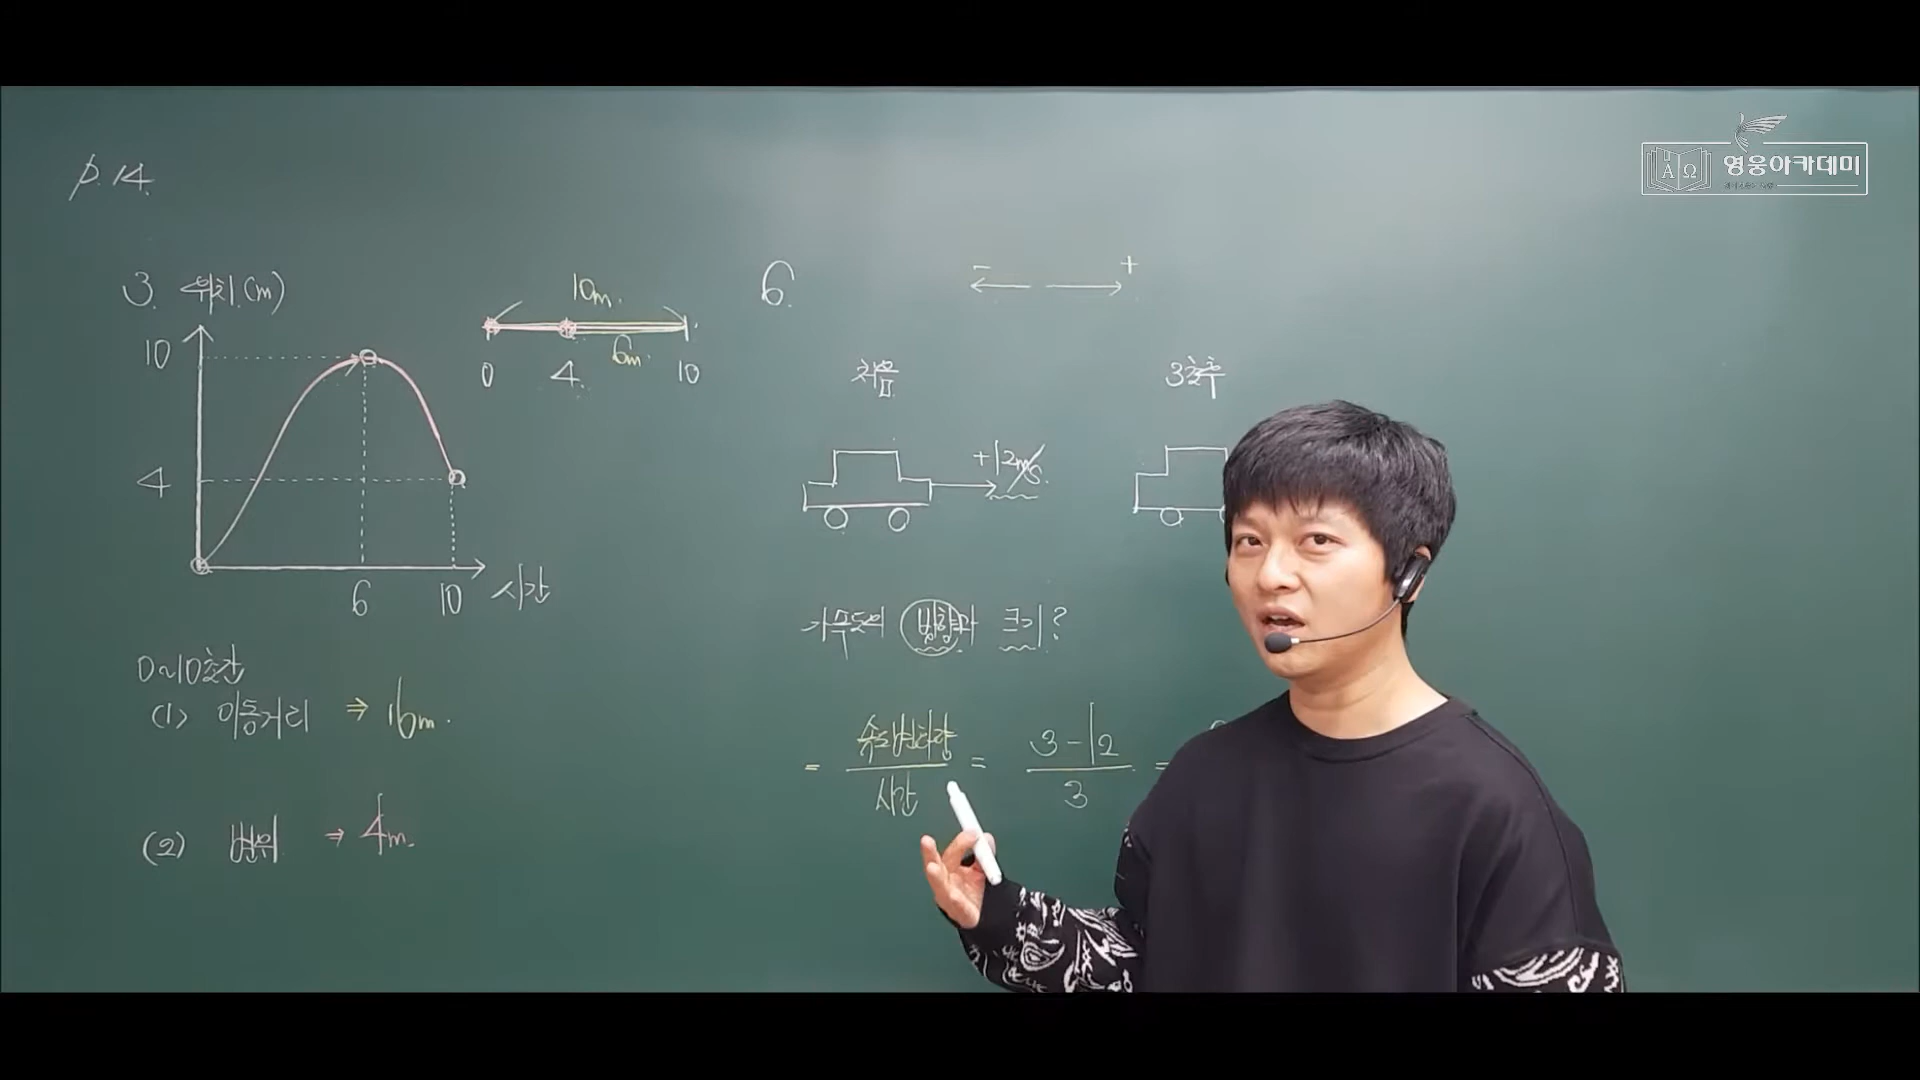 p.14.
영웅아카데미
3. 위치(m)
10
4
6
10
시간
10m.
6m.
0
4.
10
0~10초간
(1) 이동거리 ⇒ 16m.
(2) 변위 ⇒ 4m.
6.
- +
처음
3초후
+12m/s.
가속도의 방향과 크기?
= 속도변화량/시간 = 3-12/3 =